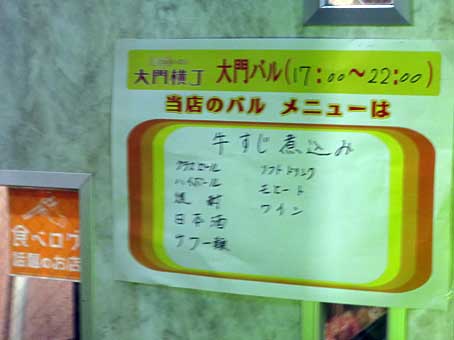 大門横丁 大門バル(17:00〜22:00)
当店のバル メニューは
牛すじ煮込み
グラスビール ソフトドリンク
ハイボール モヒート
焼酎 ワイン
日本酒
サワー類
食べログ
話題のお店